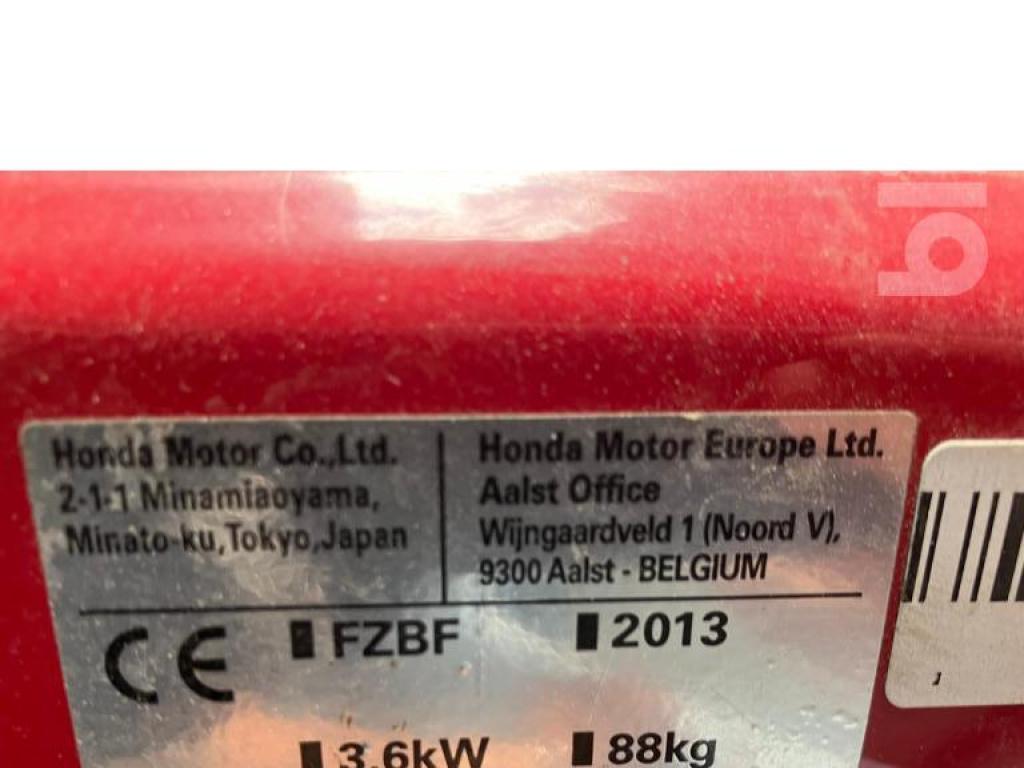 bi
Honda Motor Co.,Ltd.
2-1-1 Minamiaoyama,
Minato-ku,Tokyo,Japan
Honda Motor Europe Ltd.
Aalst Office
Wijngaardveld 1 (Noord V),
9300 Aalst - BELGIUM
CE FZBF 2013
3.6kW 88kg